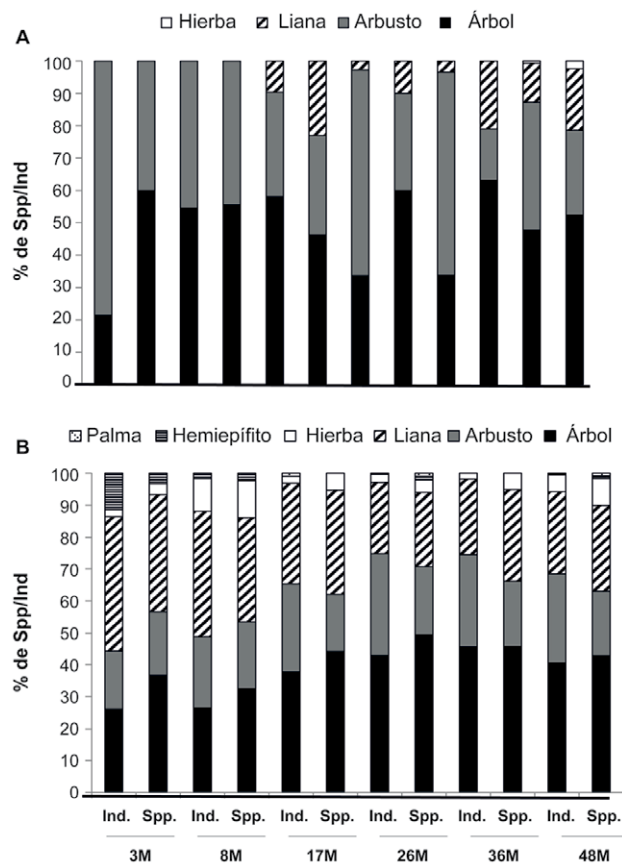 Hierba Liana Arbusto Árbol
A
100
90
80
70
60
50
40
30
20
10
0
% de Spp/Ind
Palma Hemiepífito Hierba Liana Arbusto Árbol
B
100
90
80
70
60
50
40
30
20
10
0
% de Spp/Ind
Ind. Spp. Ind. Spp. Ind. Spp. Ind. Spp. Ind. Spp. Ind. Spp.
3M 8M 17M 26M 36M 48M